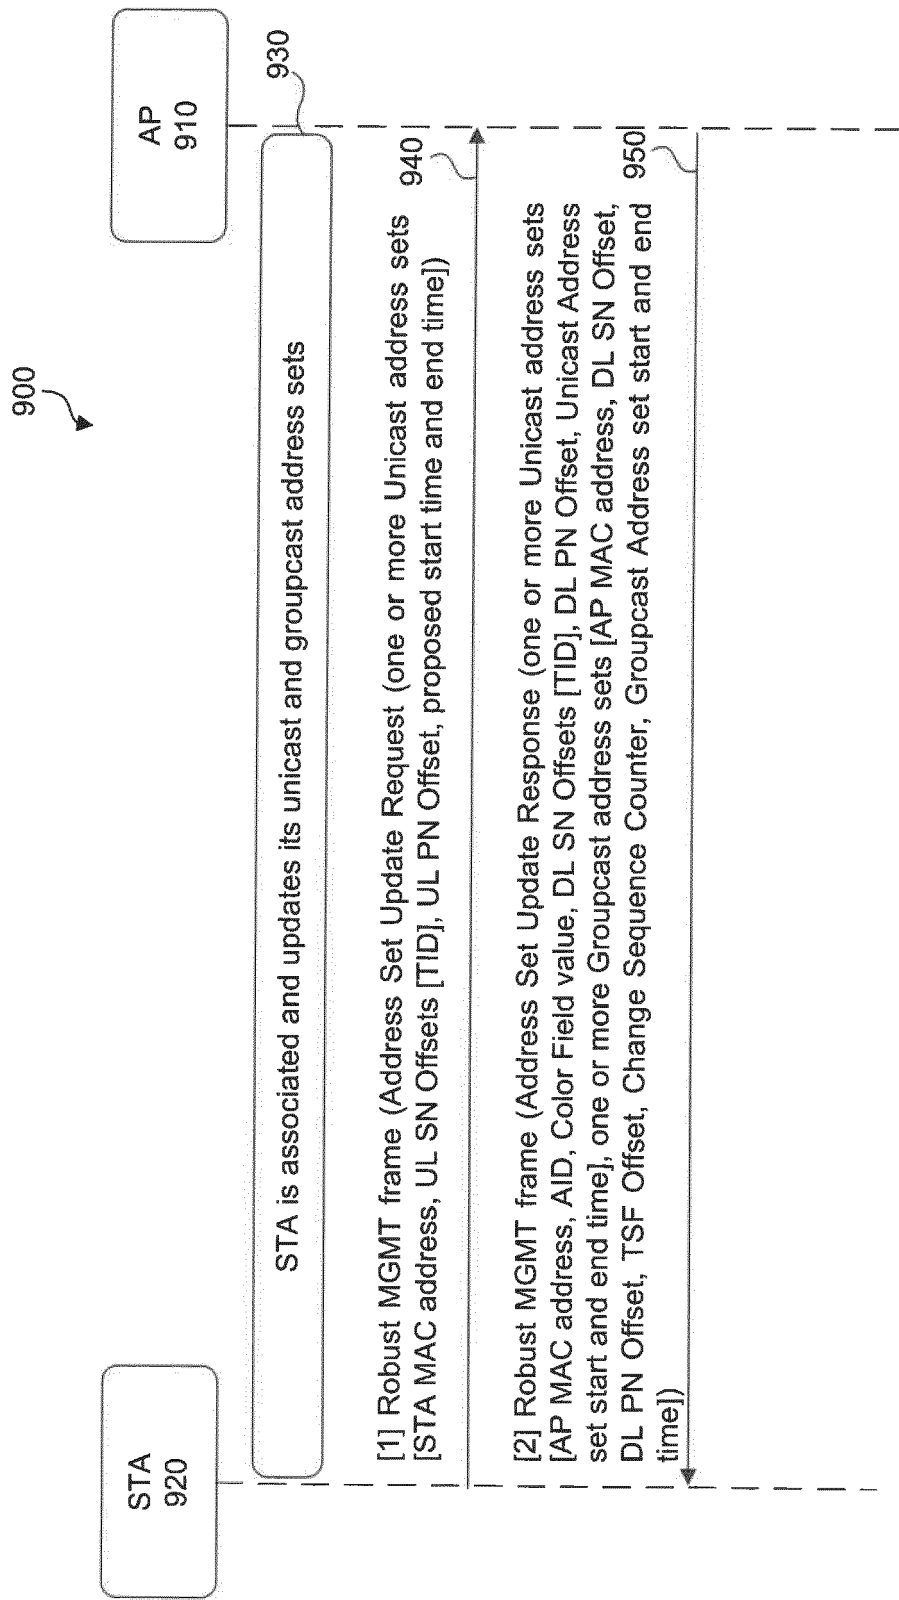 900
STA
920
AP
910
STA is associated and updates its unicast and groupcast address sets
930
[1] Robust MGMT frame (Address Set Update Request (one or more Unicast address sets
[STA MAC address, UL SN Offsets [TID], UL PN Offset, proposed start time and end time])
940
[2] Robust MGMT frame (Address Set Update Response (one or more Unicast address sets
[AP MAC address, AID, Color Field value, DL SN Offsets [TID], DL PN Offset, Unicast Address
set start and end time], one or more Groupcast address sets [AP MAC address, DL SN Offset,
DL PN Offset, TSF Offset, Change Sequence Counter, Groupcast Address set start and end
time])
950